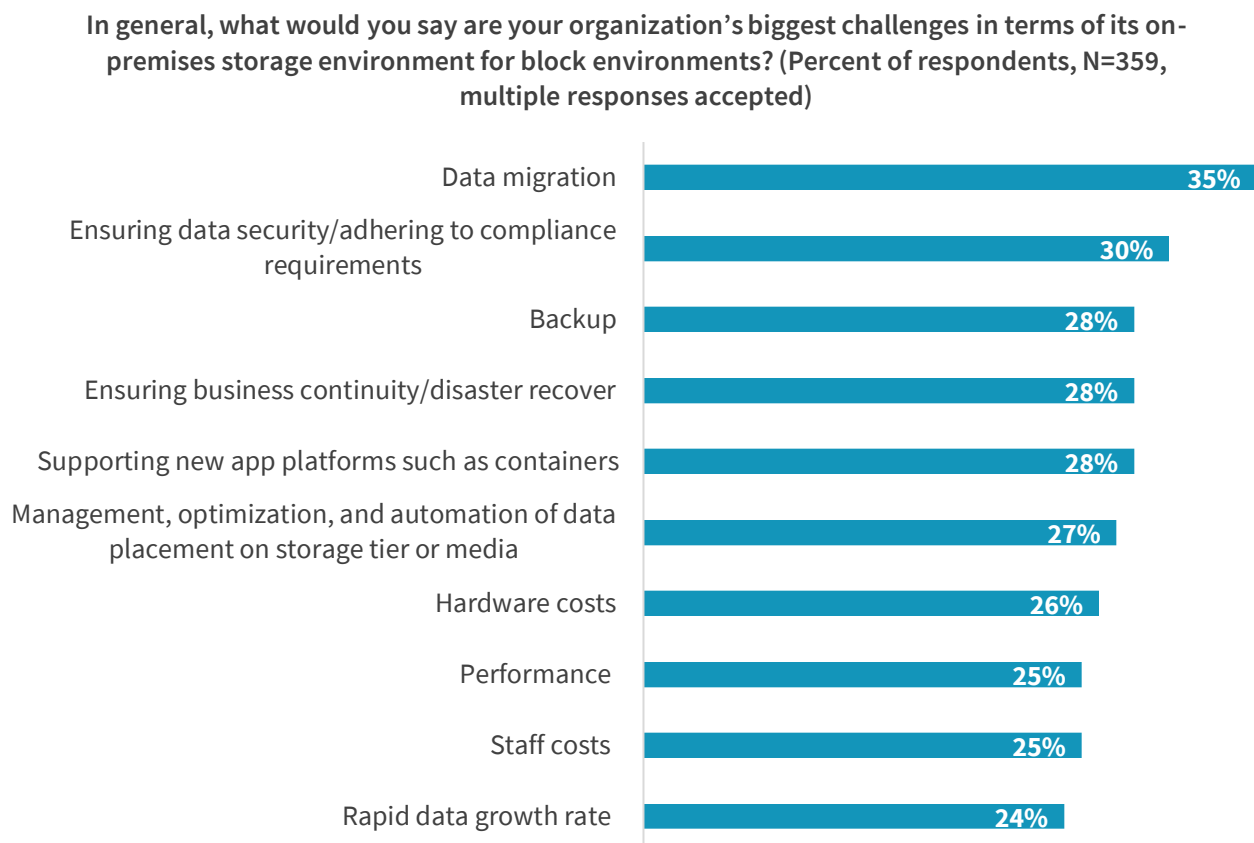 In general, what would you say are your organization's biggest challenges in terms of its on-
premises storage environment for block environments? (Percent of respondents, N=359,
multiple responses accepted)
Data migration 35%
Ensuring data security/adhering to compliance
requirements 30%
Backup 28%
Ensuring business continuity/disaster recover 28%
Supporting new app platforms such as containers 28%
Management, optimization, and automation of data
placement on storage tier or media 27%
Hardware costs 26%
Performance 25%
Staff costs 25%
Rapid data growth rate 24%